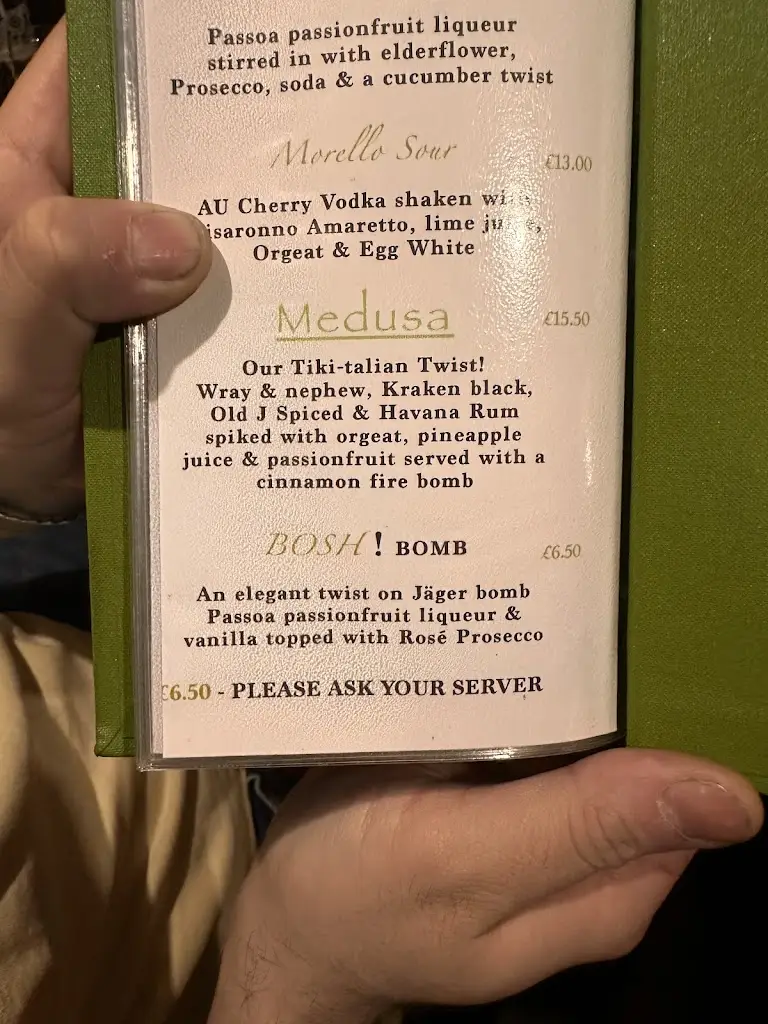 Passoa passionfruit liqueur
stirred in with elderflower,
Prosecco, soda & a cucumber twist
Morello Sour £13.00
AU Cherry Vodka shaken
isaronno Amaretto, lime
Orgeat & Egg White
Medusa £15.50
Our Tiki-talian Twist!
Wray & nephew, Kraken black,
Old J Spiced & Havana Rum
spiked with orgeat, pineapple
juice & passionfruit served with a
cinnamon fire bomb
BOSH! BOMB £6.50
An elegant twist on Jäger bomb
Passoa passionfruit liqueur &
vanilla topped with Rosé Prosecco
£6.50 - PLEASE ASK YOUR SERVER